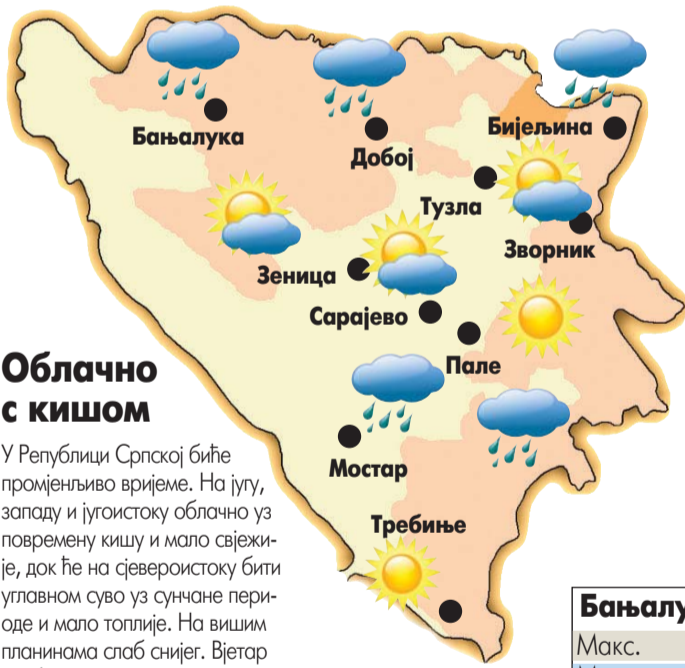 Бањалука
Добој
Бијељина
Тузла
Зворник
Зеница
Сарајево
Пале
Мостар
Требиње
Облачно
с кишом
У Републици Српској биће
промјенљиво вријеме. На југу,
западу и југоистоку облачно уз
повремену кишу и мало свјежи-
је, док ће на сјевероистоку бити
углавном суво уз сунчане пери-
оде и мало топлије. На вишим
планинама слаб снијег. Вјетар
Макс.